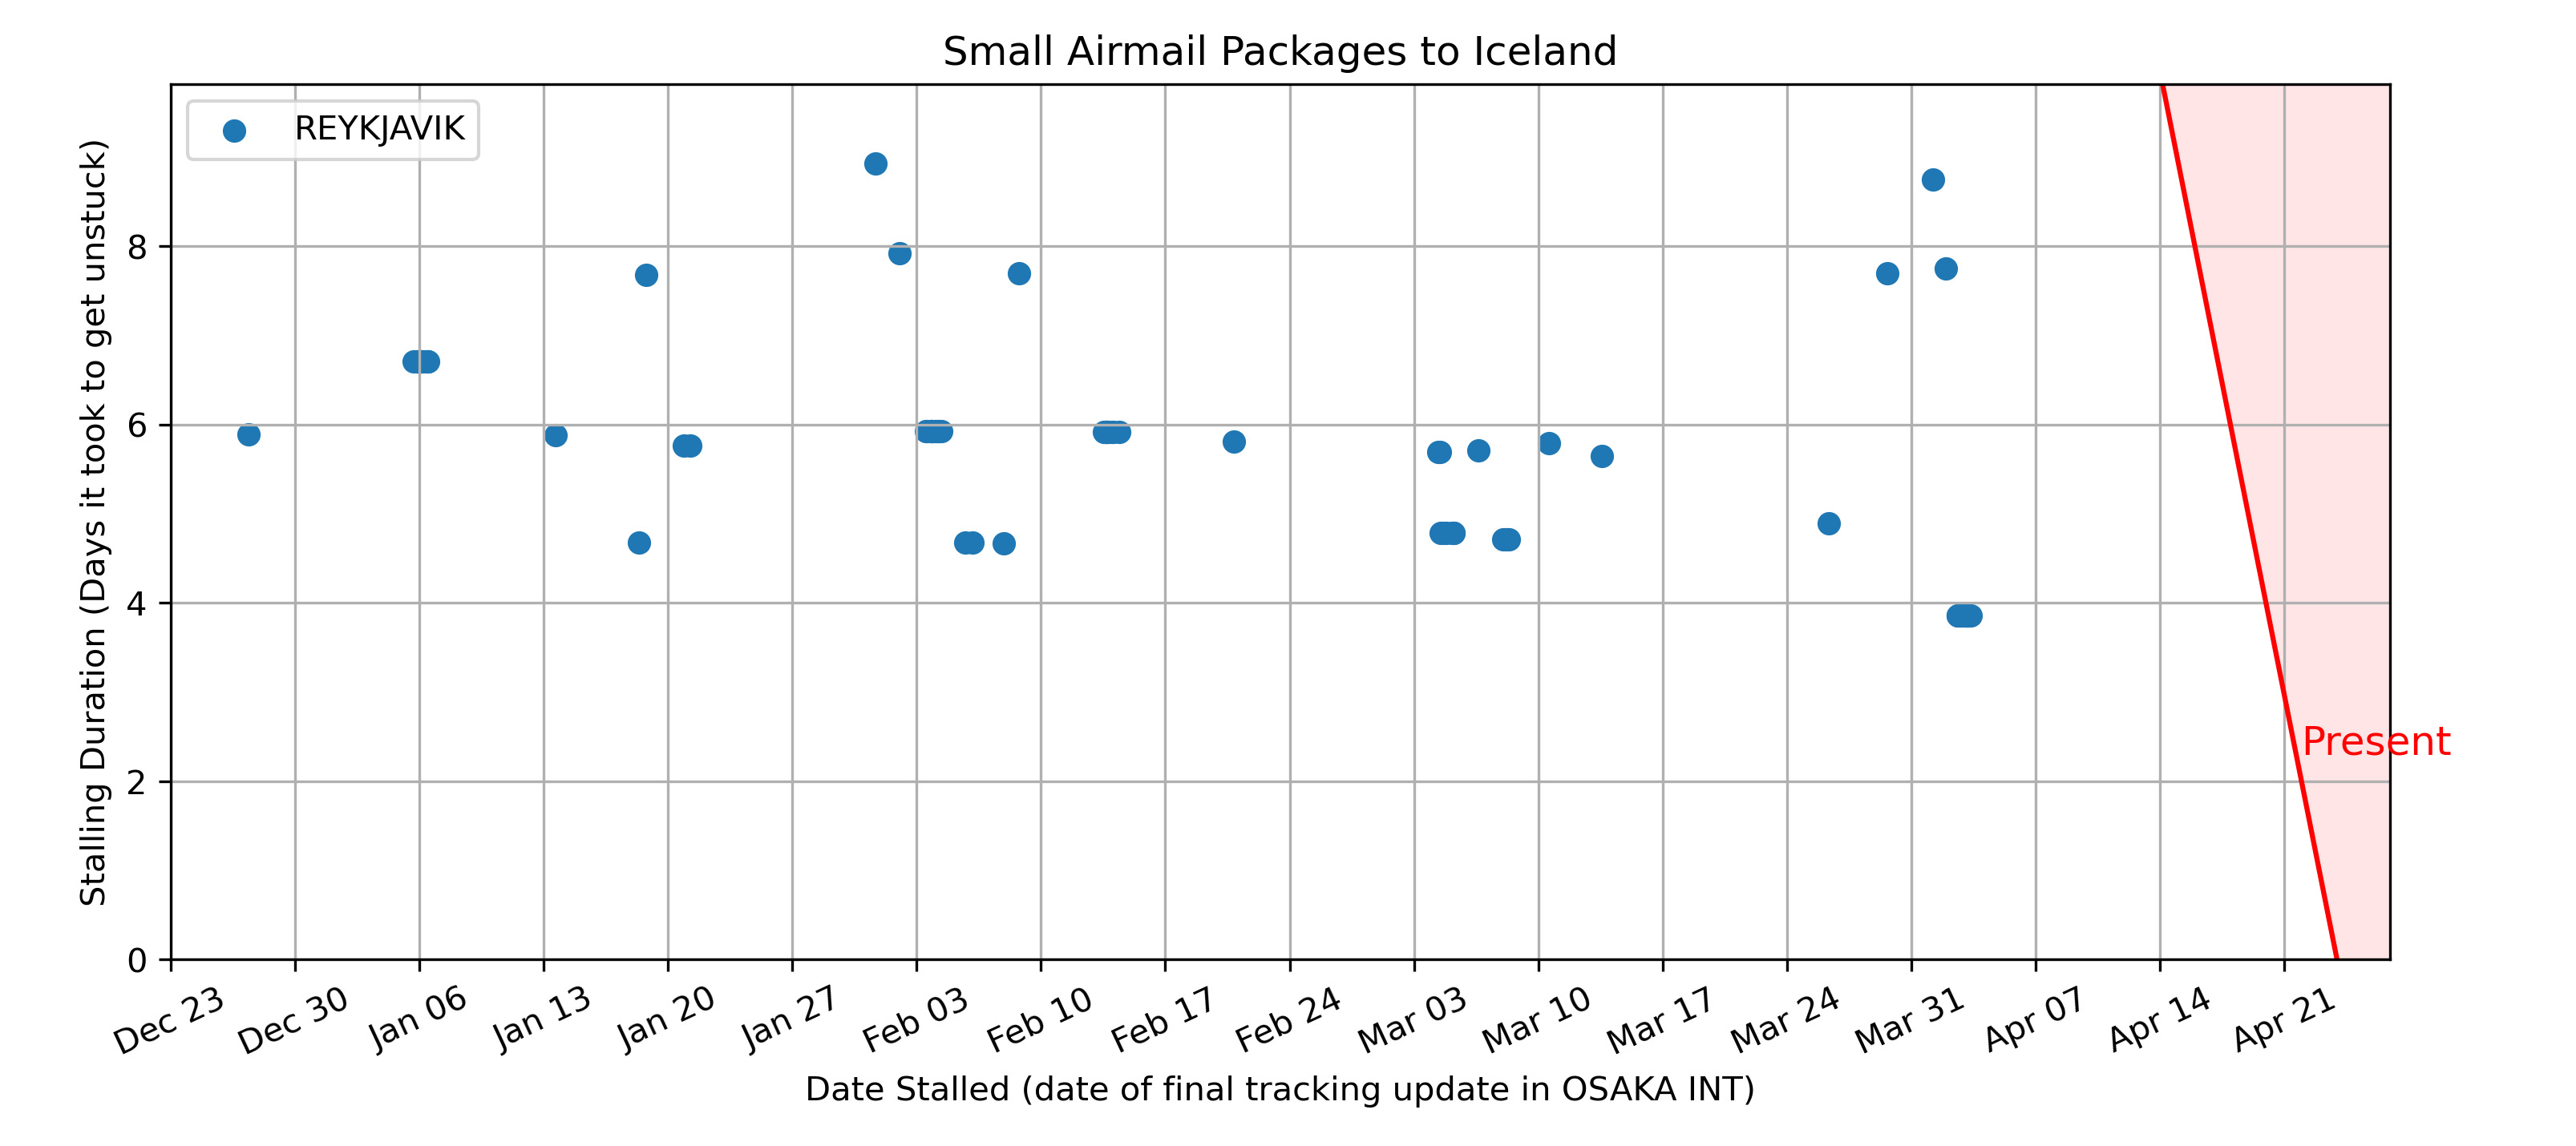 Small Airmail Packages to Iceland
REYKJAVIK
Stalling Duration (Days it took to get unstuck)
8
6
4
2
0
Present
Dec 23 Dec 30 Jan 06 Jan 13 Jan 20 Jan 27 Feb 03 Feb 10 Feb 17 Feb 24 Mar 03 Mar 10 Mar 17 Mar 24 Mar 31 Apr 07 Apr 14 Apr 21
Date Stalled (date of final tracking update in OSAKA INT)